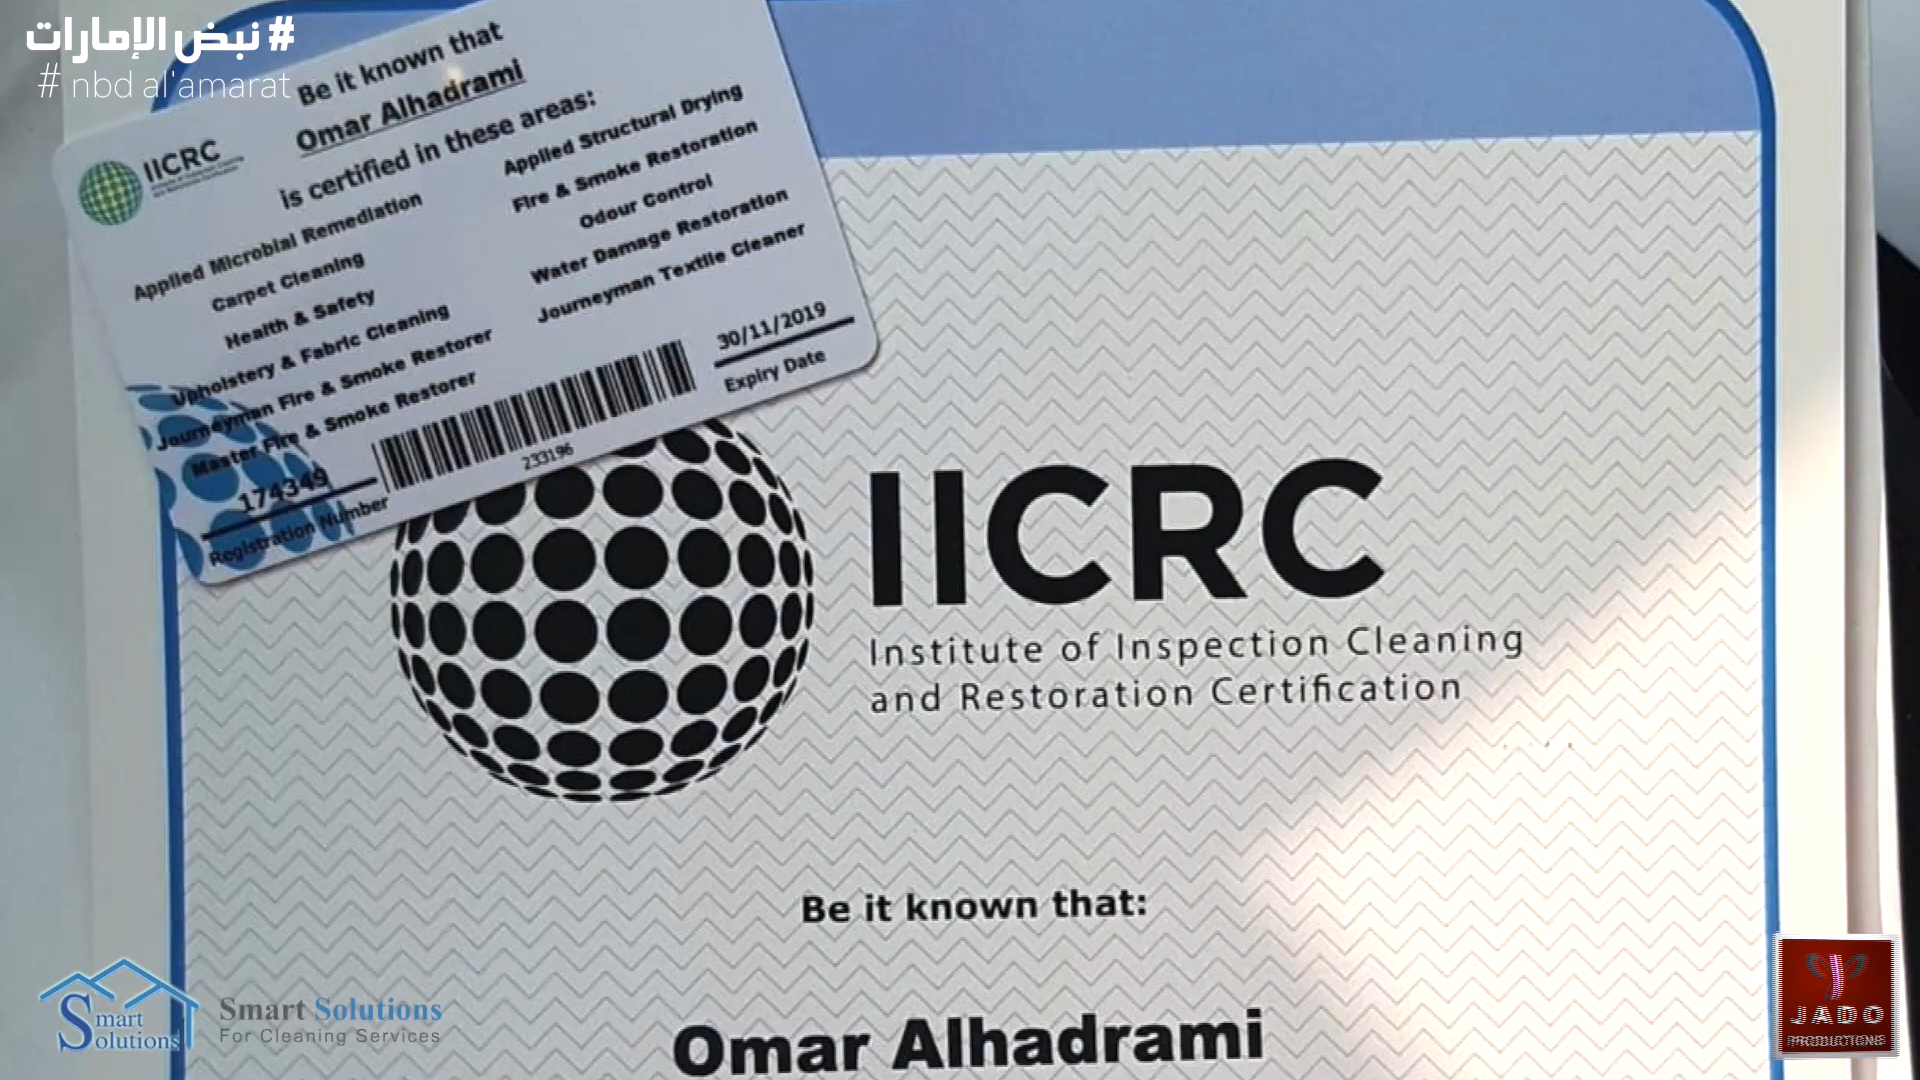 #نبض الإمارات
# nbd al'amarat
Be it known that
Omar Alhadrami
is certified in these areas:
IICRC
Applied Microbial Remediation
Carpet Cleaning
Health & Safety
Upholstery & Fabric Cleaning
Journeyman Fire & Smoke Restorer
Master Fire & Smoke Restorer
Applied Structural Drying
Fire & Smoke Restoration
Odour Control
Water Damage Restoration
Journeyman Textile Cleaner
174349
Registration Number
233196
30/11/2019
Expiry Date
IICRC
Institute of Inspection Cleaning
and Restoration Certification
Be it known that:
Omar Alhadrami
Smart
Solutions
Smart Solutions
For Cleaning Services
JADO
PRODUCTIONS